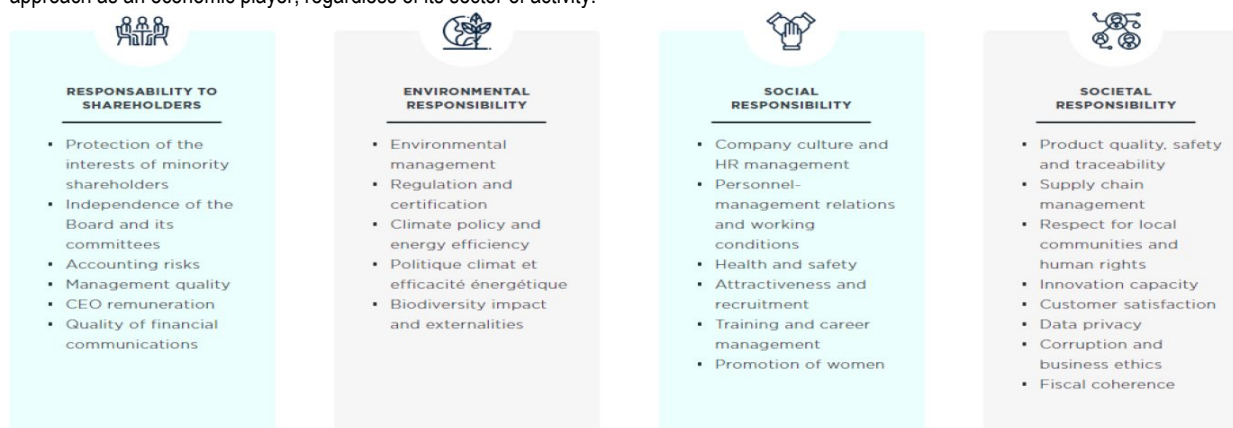 approach as an economic player, regardless of its sector of activity.
RESPONSABILITY TO
SHAREHOLDERS
▪ Protection of the
interests of minority
shareholders
▪ Independence of the
Board and its
committees
▪ Accounting risks
▪ Management quality
▪ CEO remuneration
▪ Quality of financial
communications
ENVIRONMENTAL
RESPONSIBILITY
▪ Environmental
management
▪ Regulation and
certification
▪ Climate policy and
energy efficiency
▪ Politique climat et
efficacité énergétique
▪ Biodiversity impact
and externalities
SOCIAL
RESPONSIBILITY
▪ Company culture and
HR management
▪ Personnel-
management relations
and working
conditions
▪ Health and safety
▪ Attractiveness and
recruitment
▪ Training and career
management
▪ Promotion of women
SOCIETAL
RESPONSIBILITY
▪ Product quality, safety
and traceability
▪ Supply chain
management
▪ Respect for local
communities and
human rights
▪ Innovation capacity
▪ Customer satisfaction
▪ Data privacy
▪ Corruption and
business ethics
▪ Fiscal coherence